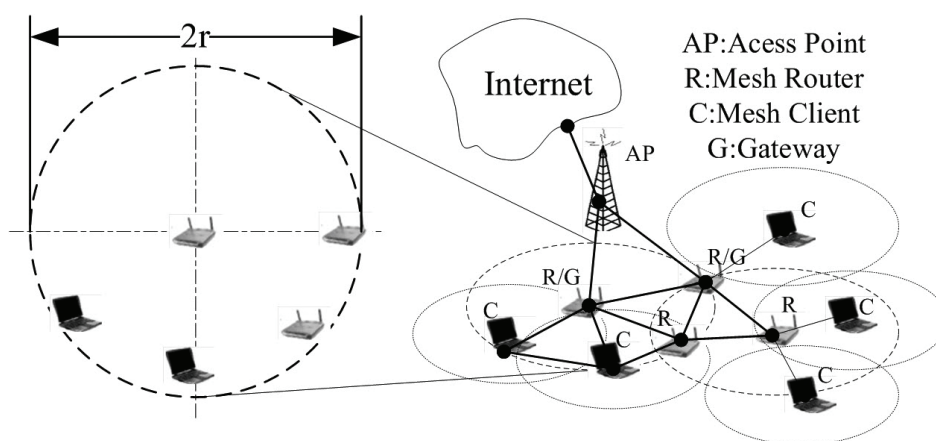 2r
Internet
AP:Acess Point
R:Mesh Router
C:Mesh Client
G:Gateway
AP
C
R/G
R/G
C
R
C
R
C
C